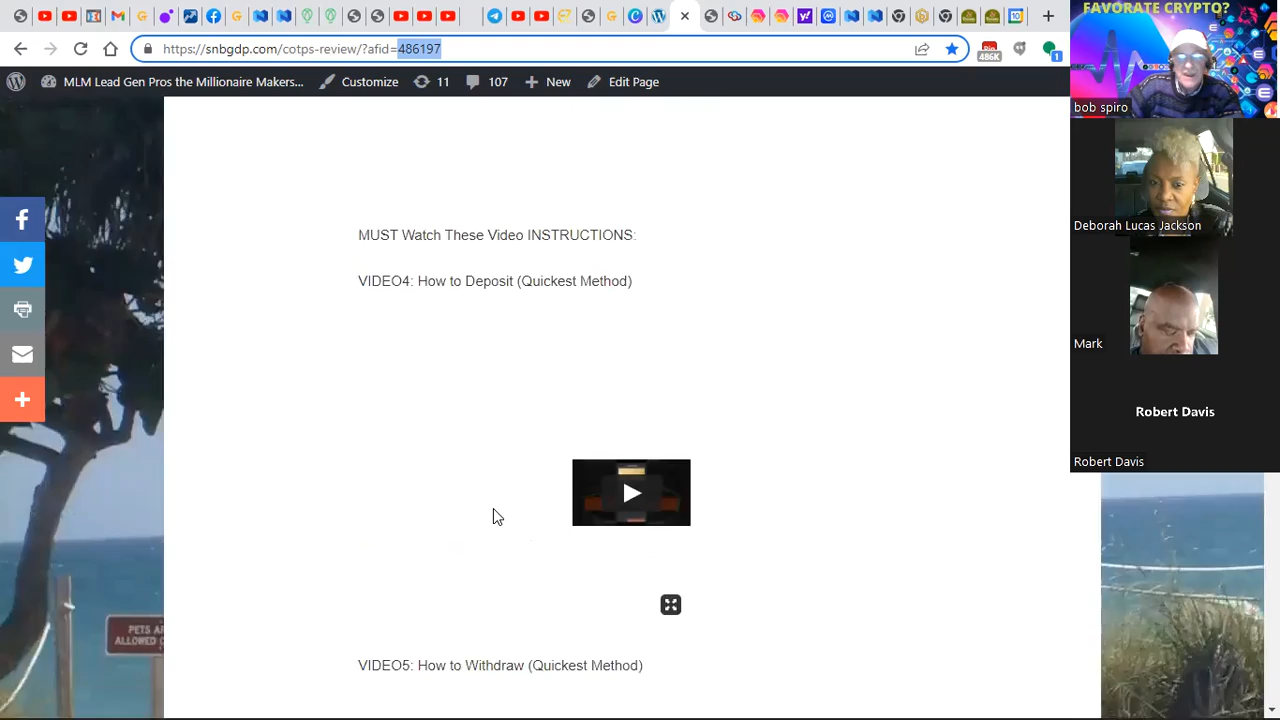 FAVORATE CRYPTO?
https://snbgdp.com/cotps-review/?afid=486197
486K
1
MLM Lead Gen Pros the Millionaire Makers...
Customize
11
107
New
Edit Page
bob spiro
Deborah Lucas Jackson
Mark
Robert Davis
Robert Davis
MUST Watch These Video INSTRUCTIONS:
VIDEO4: How to Deposit (Quickest Method)
VIDEO5: How to Withdraw (Quickest Method)
PETS
ALLOWED